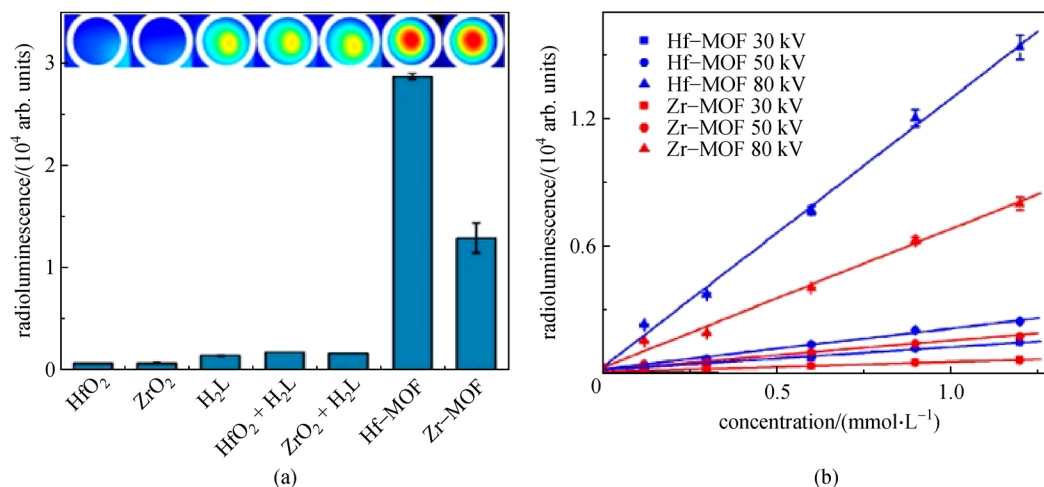 radioluminescence/(10⁴ arb. units)
3
2
1
0
HfO₂
ZrO₂
H₂L
HfO₂ + H₂L
ZrO₂ + H₂L
Hf−MOF
Zr−MOF
(a)
radioluminescence/(10⁴ arb. units)
1.2
0.6
0
Hf−MOF 30 kV
Hf−MOF 50 kV
Hf−MOF 80 kV
Zr−MOF 30 kV
Zr−MOF 50 kV
Zr−MOF 80 kV
0.5
1.0
concentration/(mmol·L⁻¹)
(b)